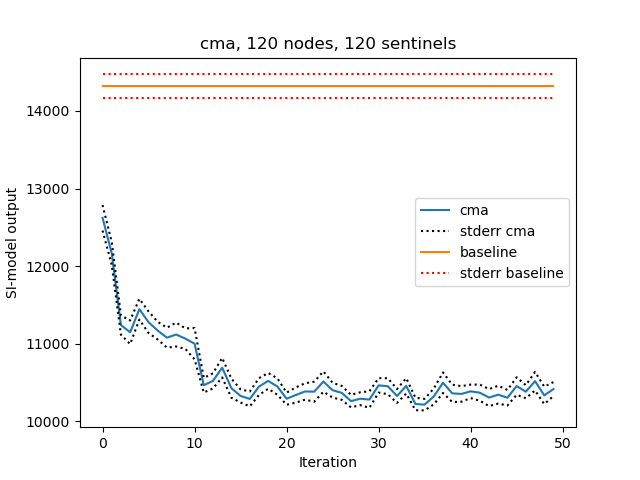 cma, 120 nodes, 120 sentinels
SI-model output
14000
13000
12000
11000
10000
cma
stderr cma
baseline
stderr baseline
0
10
20
30
40
50
Iteration